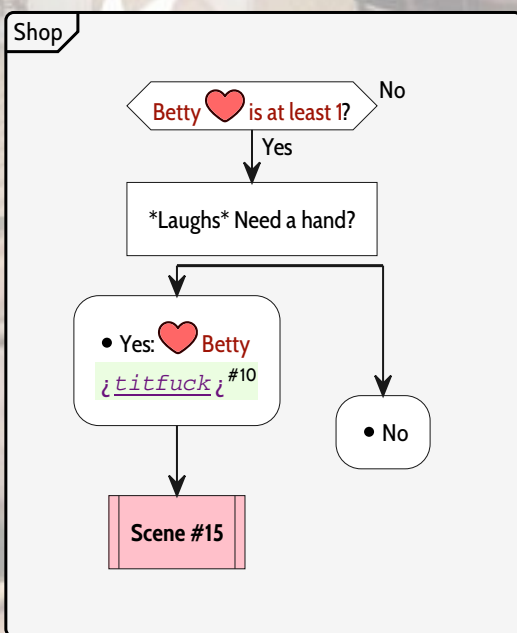 Shop
Betty is at least 1?
No
Yes
*Laughs* Need a hand?
• Yes: Betty
¿titfuck¿#10
• No
Scene #15